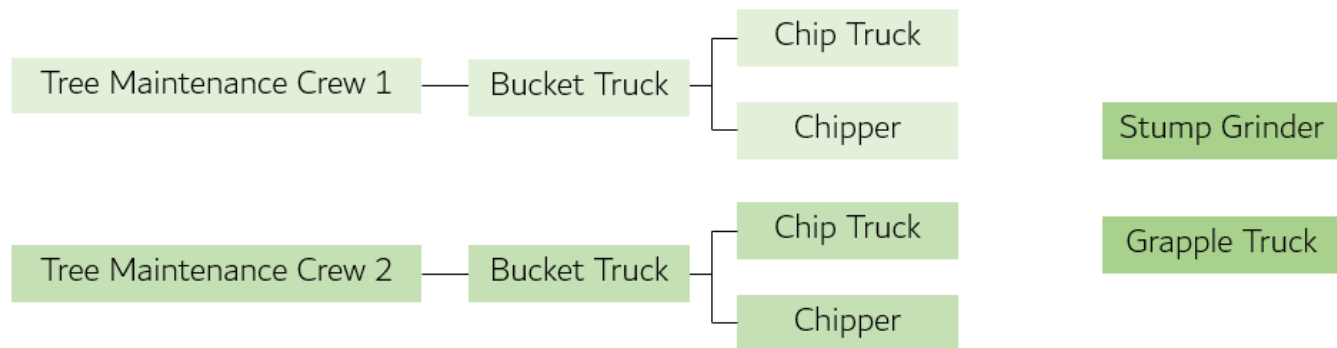 Tree Maintenance Crew 1
Bucket Truck
Chip Truck
Chipper
Tree Maintenance Crew 2
Bucket Truck
Chip Truck
Chipper
Stump Grinder
Grapple Truck